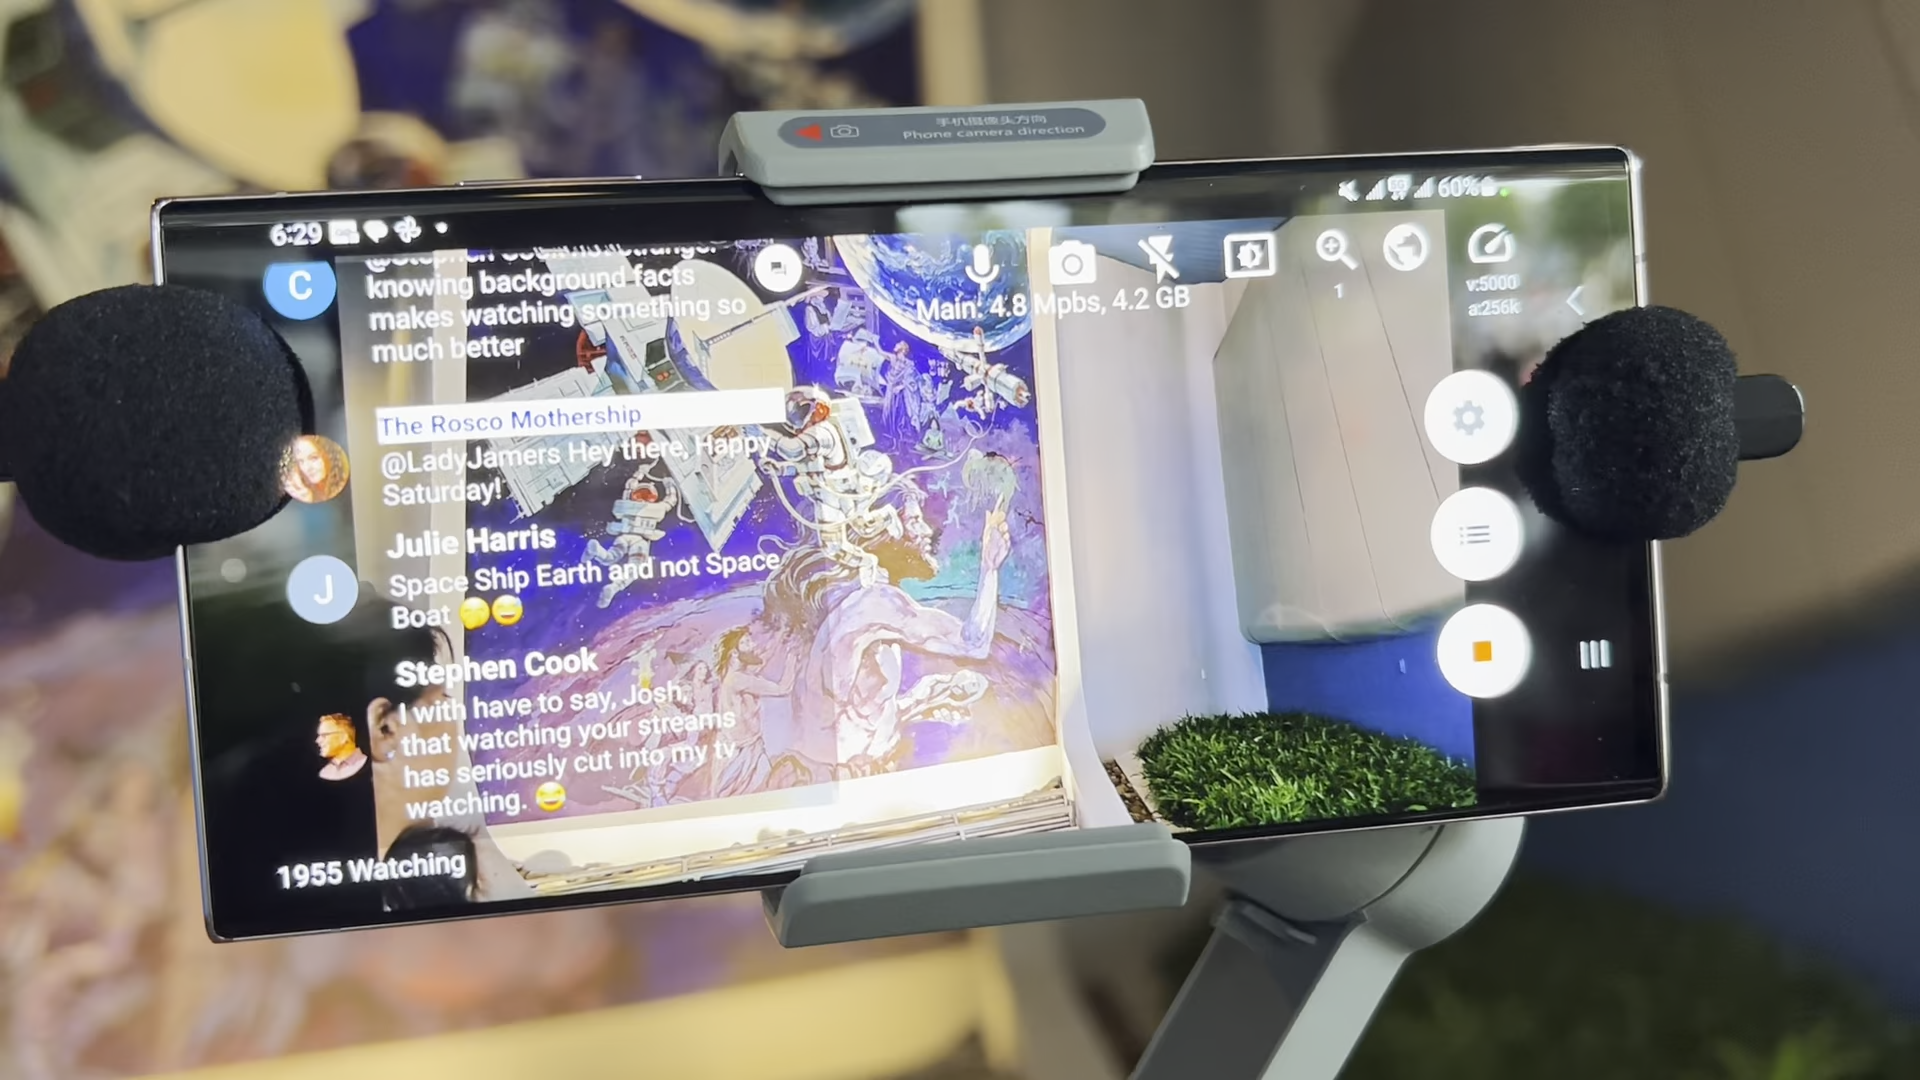 手机摄像头方向
Phone camera direction
6:29
60%
C
knowing background facts
makes watching something so
much better
Main: 4.8 Mpbs, 4.2 GB
1
v:5000
a:256k
The Rosco Mothership
@LadyJamers Hey there, Happy
Saturday!
J
Julie Harris
Space Ship Earth and not Space
Boat 🤭😄
Stephen Cook
I with have to say, Josh,
that watching your streams
has seriously cut into my tv
watching. 😆
1955 Watching